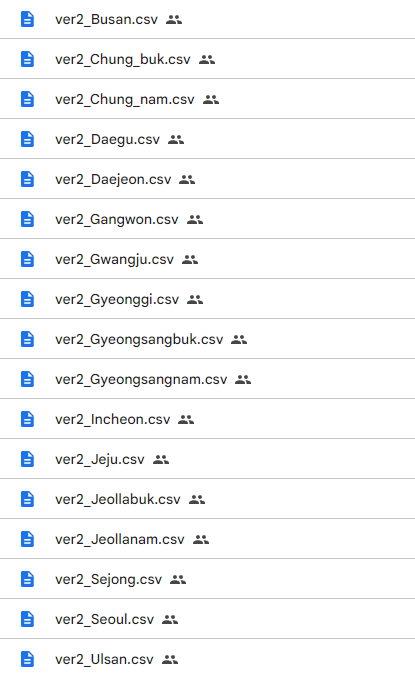 ver2_Busan.csv
ver2_Chung_buk.csv
ver2_Chung_nam.csv
ver2_Daegu.csv
ver2_Daejeon.csv
ver2_Gangwon.csv
ver2_Gwangju.csv
ver2_Gyeonggi.csv
ver2_Gyeongsangbuk.csv
ver2_Gyeongsangnam.csv
ver2_Incheon.csv
ver2_Jeju.csv
ver2_Jeollabuk.csv
ver2_Jeollanam.csv
ver2_Sejong.csv
ver2_Seoul.csv
ver2_Ulsan.csv